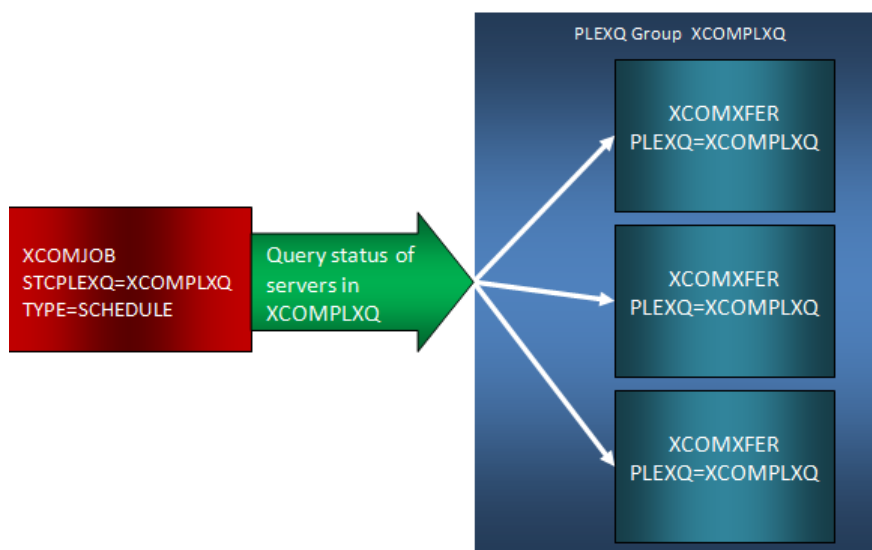 PLEXQ Group  XCOMPLXQ
XCOMXFER
PLEXQ=XCOMPLXQ
XCOMJOB
STCPLEXQ=XCOMPLXQ
TYPE=SCHEDULE
Query status of
servers in
XCOMPLXQ
XCOMXFER
PLEXQ=XCOMPLXQ
XCOMXFER
PLEXQ=XCOMPLXQ